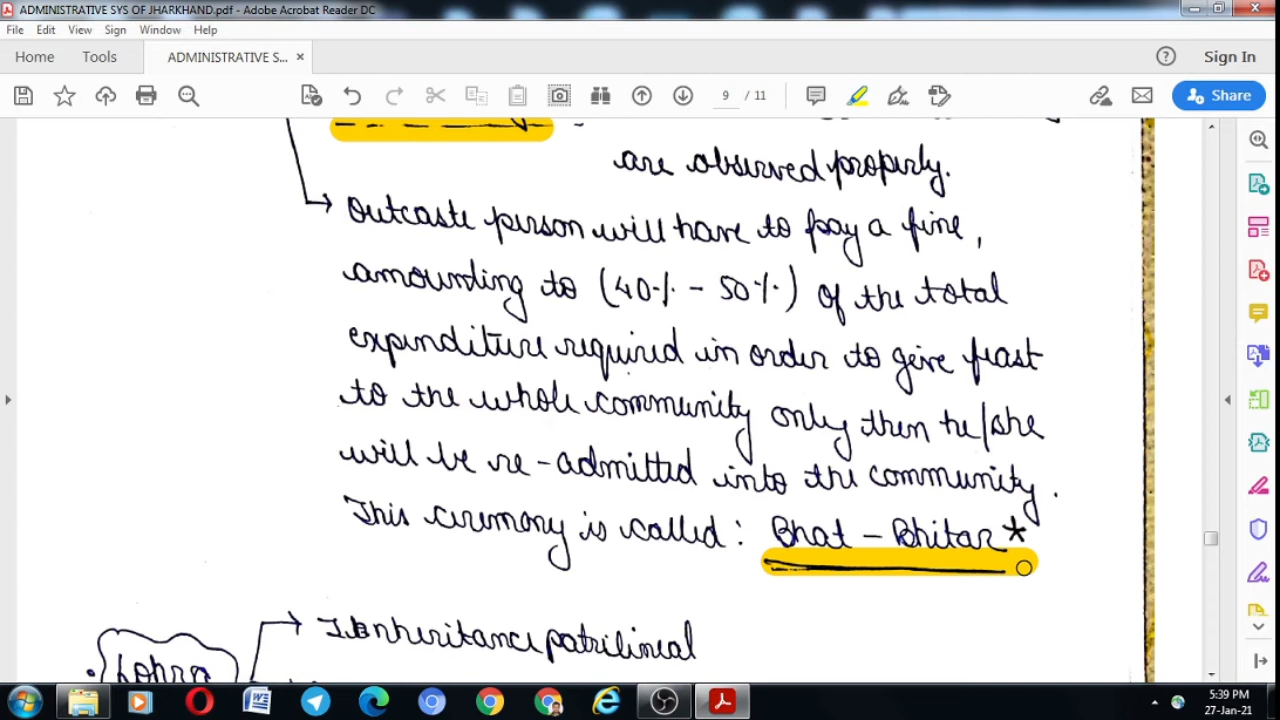 ADMINISTRATIVE SYS OF JHARKHAND.pdf - Adobe Acrobat Reader DC
File Edit View Sign Window Help
Home Tools ADMINISTRATIVE S... × Sign In
9 / 11 Share
are observed properly.
→ Outcaste person will have to pay a fine,
amounting to (40% - 50%) of the total
expenditure required in order to give feast
to the whole community only then he/she
will be re-admitted into the community.
This ceremony is called: Bhat - Bhitar*
→ Inheritance patrilineal
• Lohra
5:39 PM
27-Jan-21